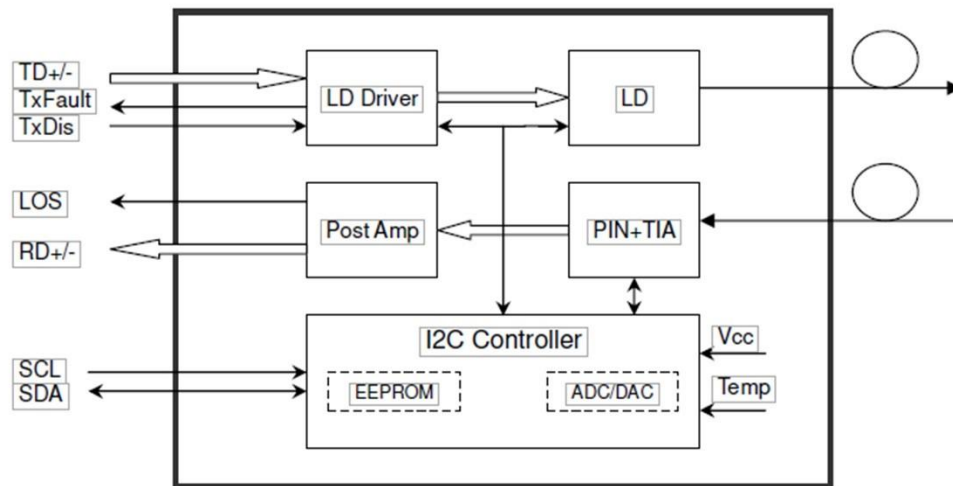 TD+/-
TxFault
TxDis
LD Driver
LD
LOS
RD+/-
Post Amp
PIN+TIA
I2C Controller
Vcc
SCL
SDA
EEPROM
ADC/DAC
Temp